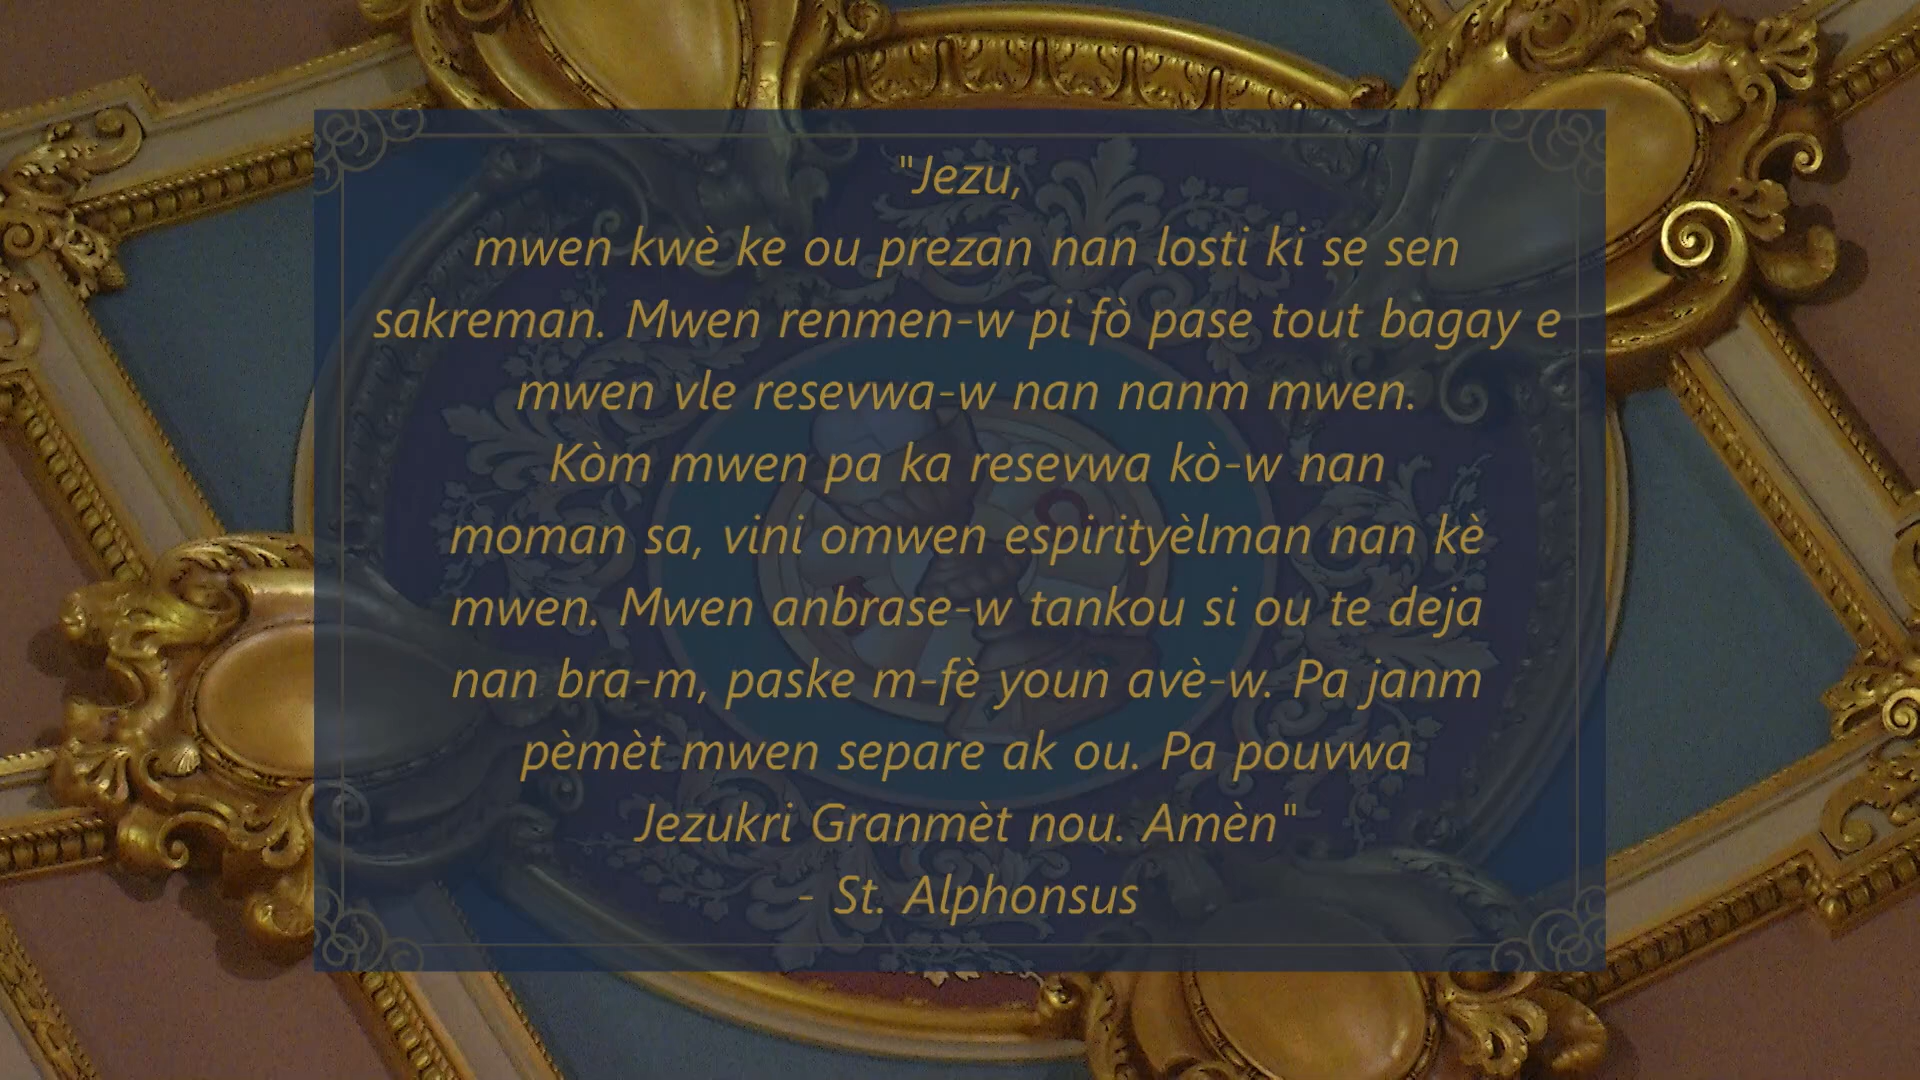 "Jezu,
mwen kwè ke ou prezan nan losti ki se sen
sakreman. Mwen renmen-w pi fò pase tout bagay e
mwen vle resevwa-w nan nanm mwen.
Kòm mwen pa ka resevwa kò-w nan
moman sa, vini omwen espirityèlman nan kè
mwen. Mwen anbrase-w tankou si ou te deja
nan bra-m, paske m-fè youn avè-w. Pa janm
pèmèt mwen separe ak ou. Pa pouvwa
Jezukri Granmèt nou. Amèn"
- St. Alphonsus